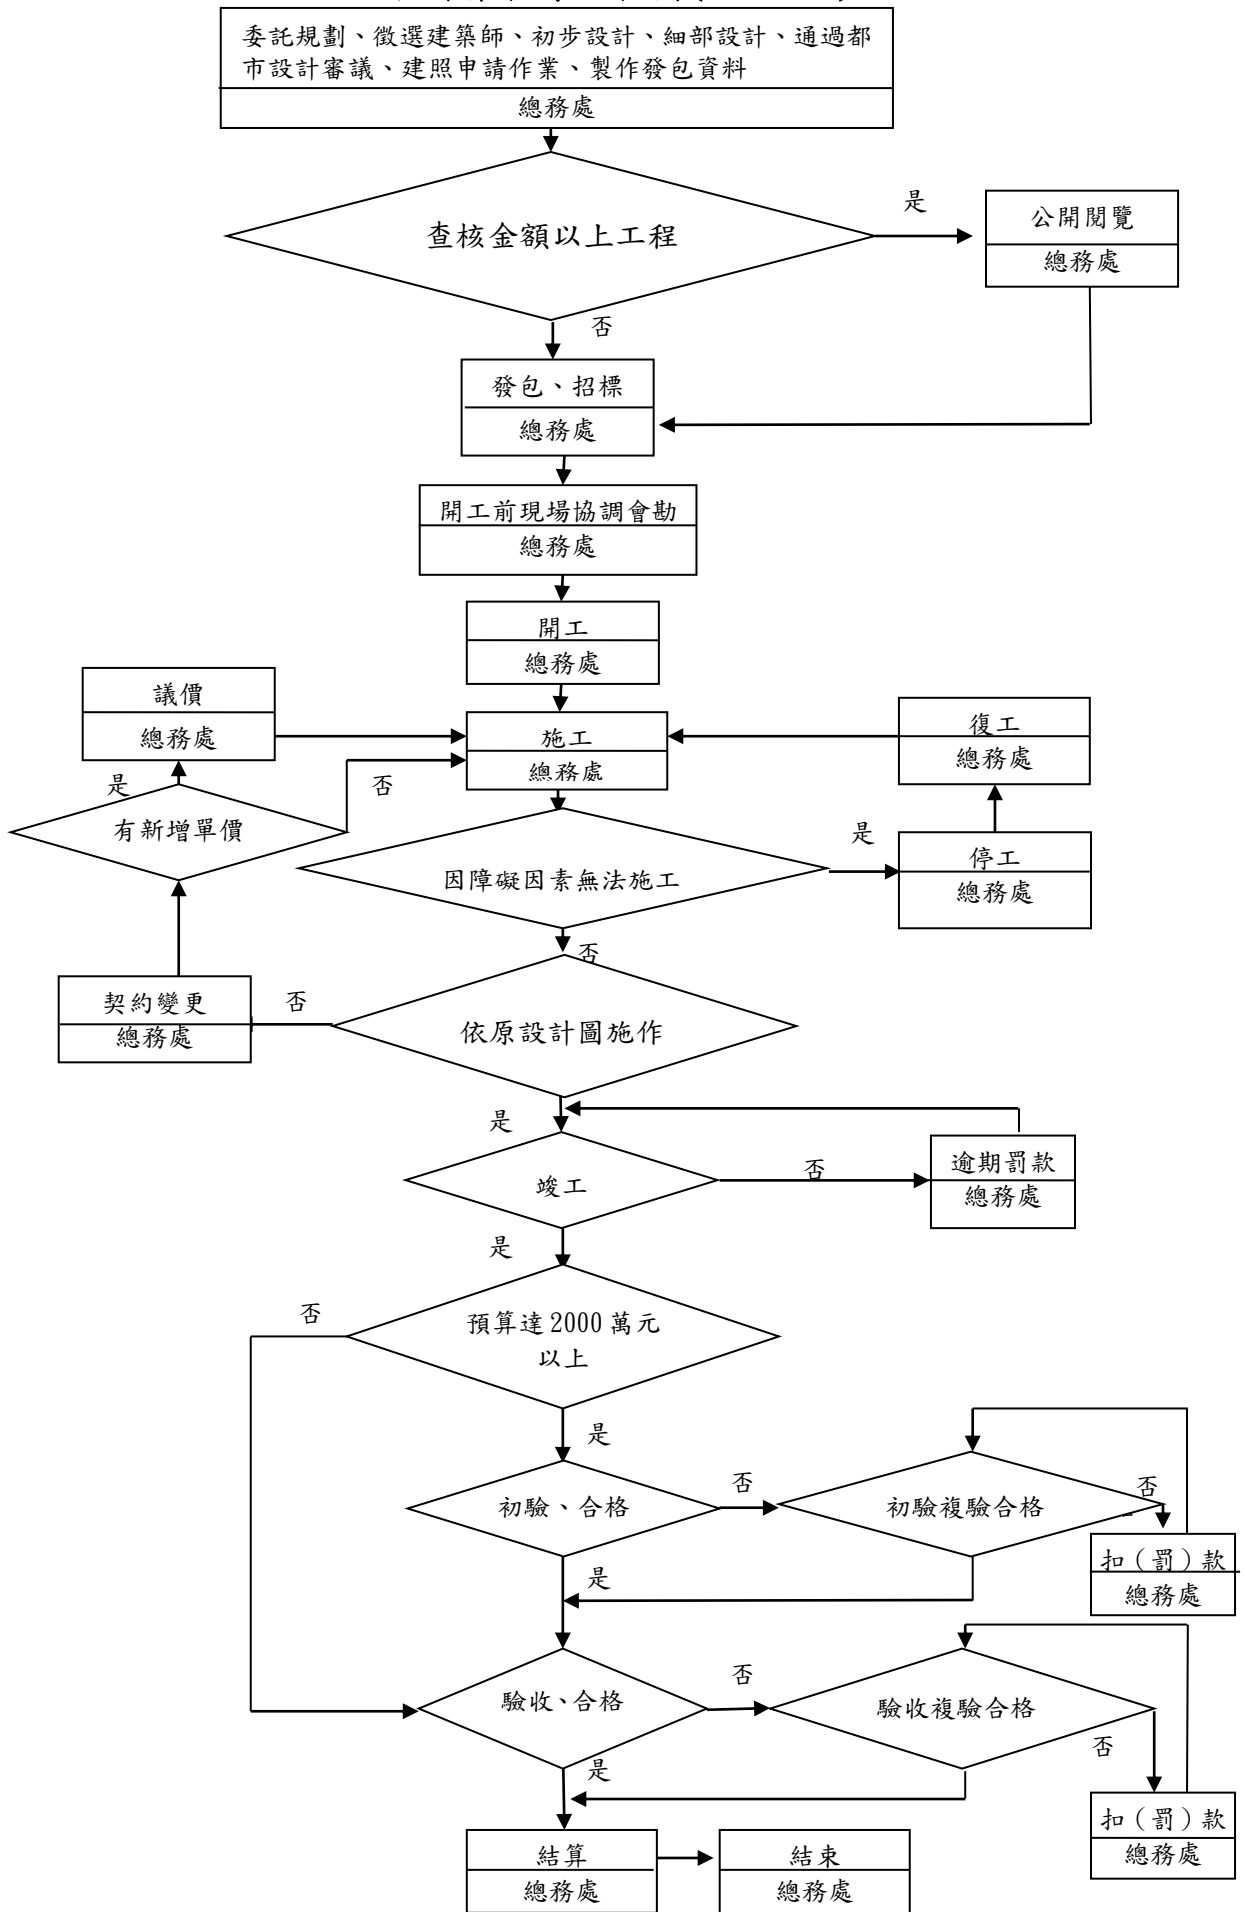 委託規劃、徵選建築師、初步設計、細部設計、通過都
市設計審議、建照申請作業、製作發包資料
總務處
查核金額以上工程
是
公開閱覽
總務處
否
發包、招標
總務處
開工前現場協調會勘
總務處
開工
總務處
議價
總務處
施工
總務處
復工
總務處
是
否
有新增單價
因障礙因素無法施工
是
停工
總務處
否
契約變更
總務處
否
依原設計圖施作
是
竣工
否
逾期罰款
總務處
是
否
預算達2000萬元
以上
是
初驗、合格
否
初驗複驗合格
否
扣（罰）款
總務處
是
驗收、合格
否
驗收複驗合格
否
扣（罰）款
總務處
是
結算
總務處
結束
總務處